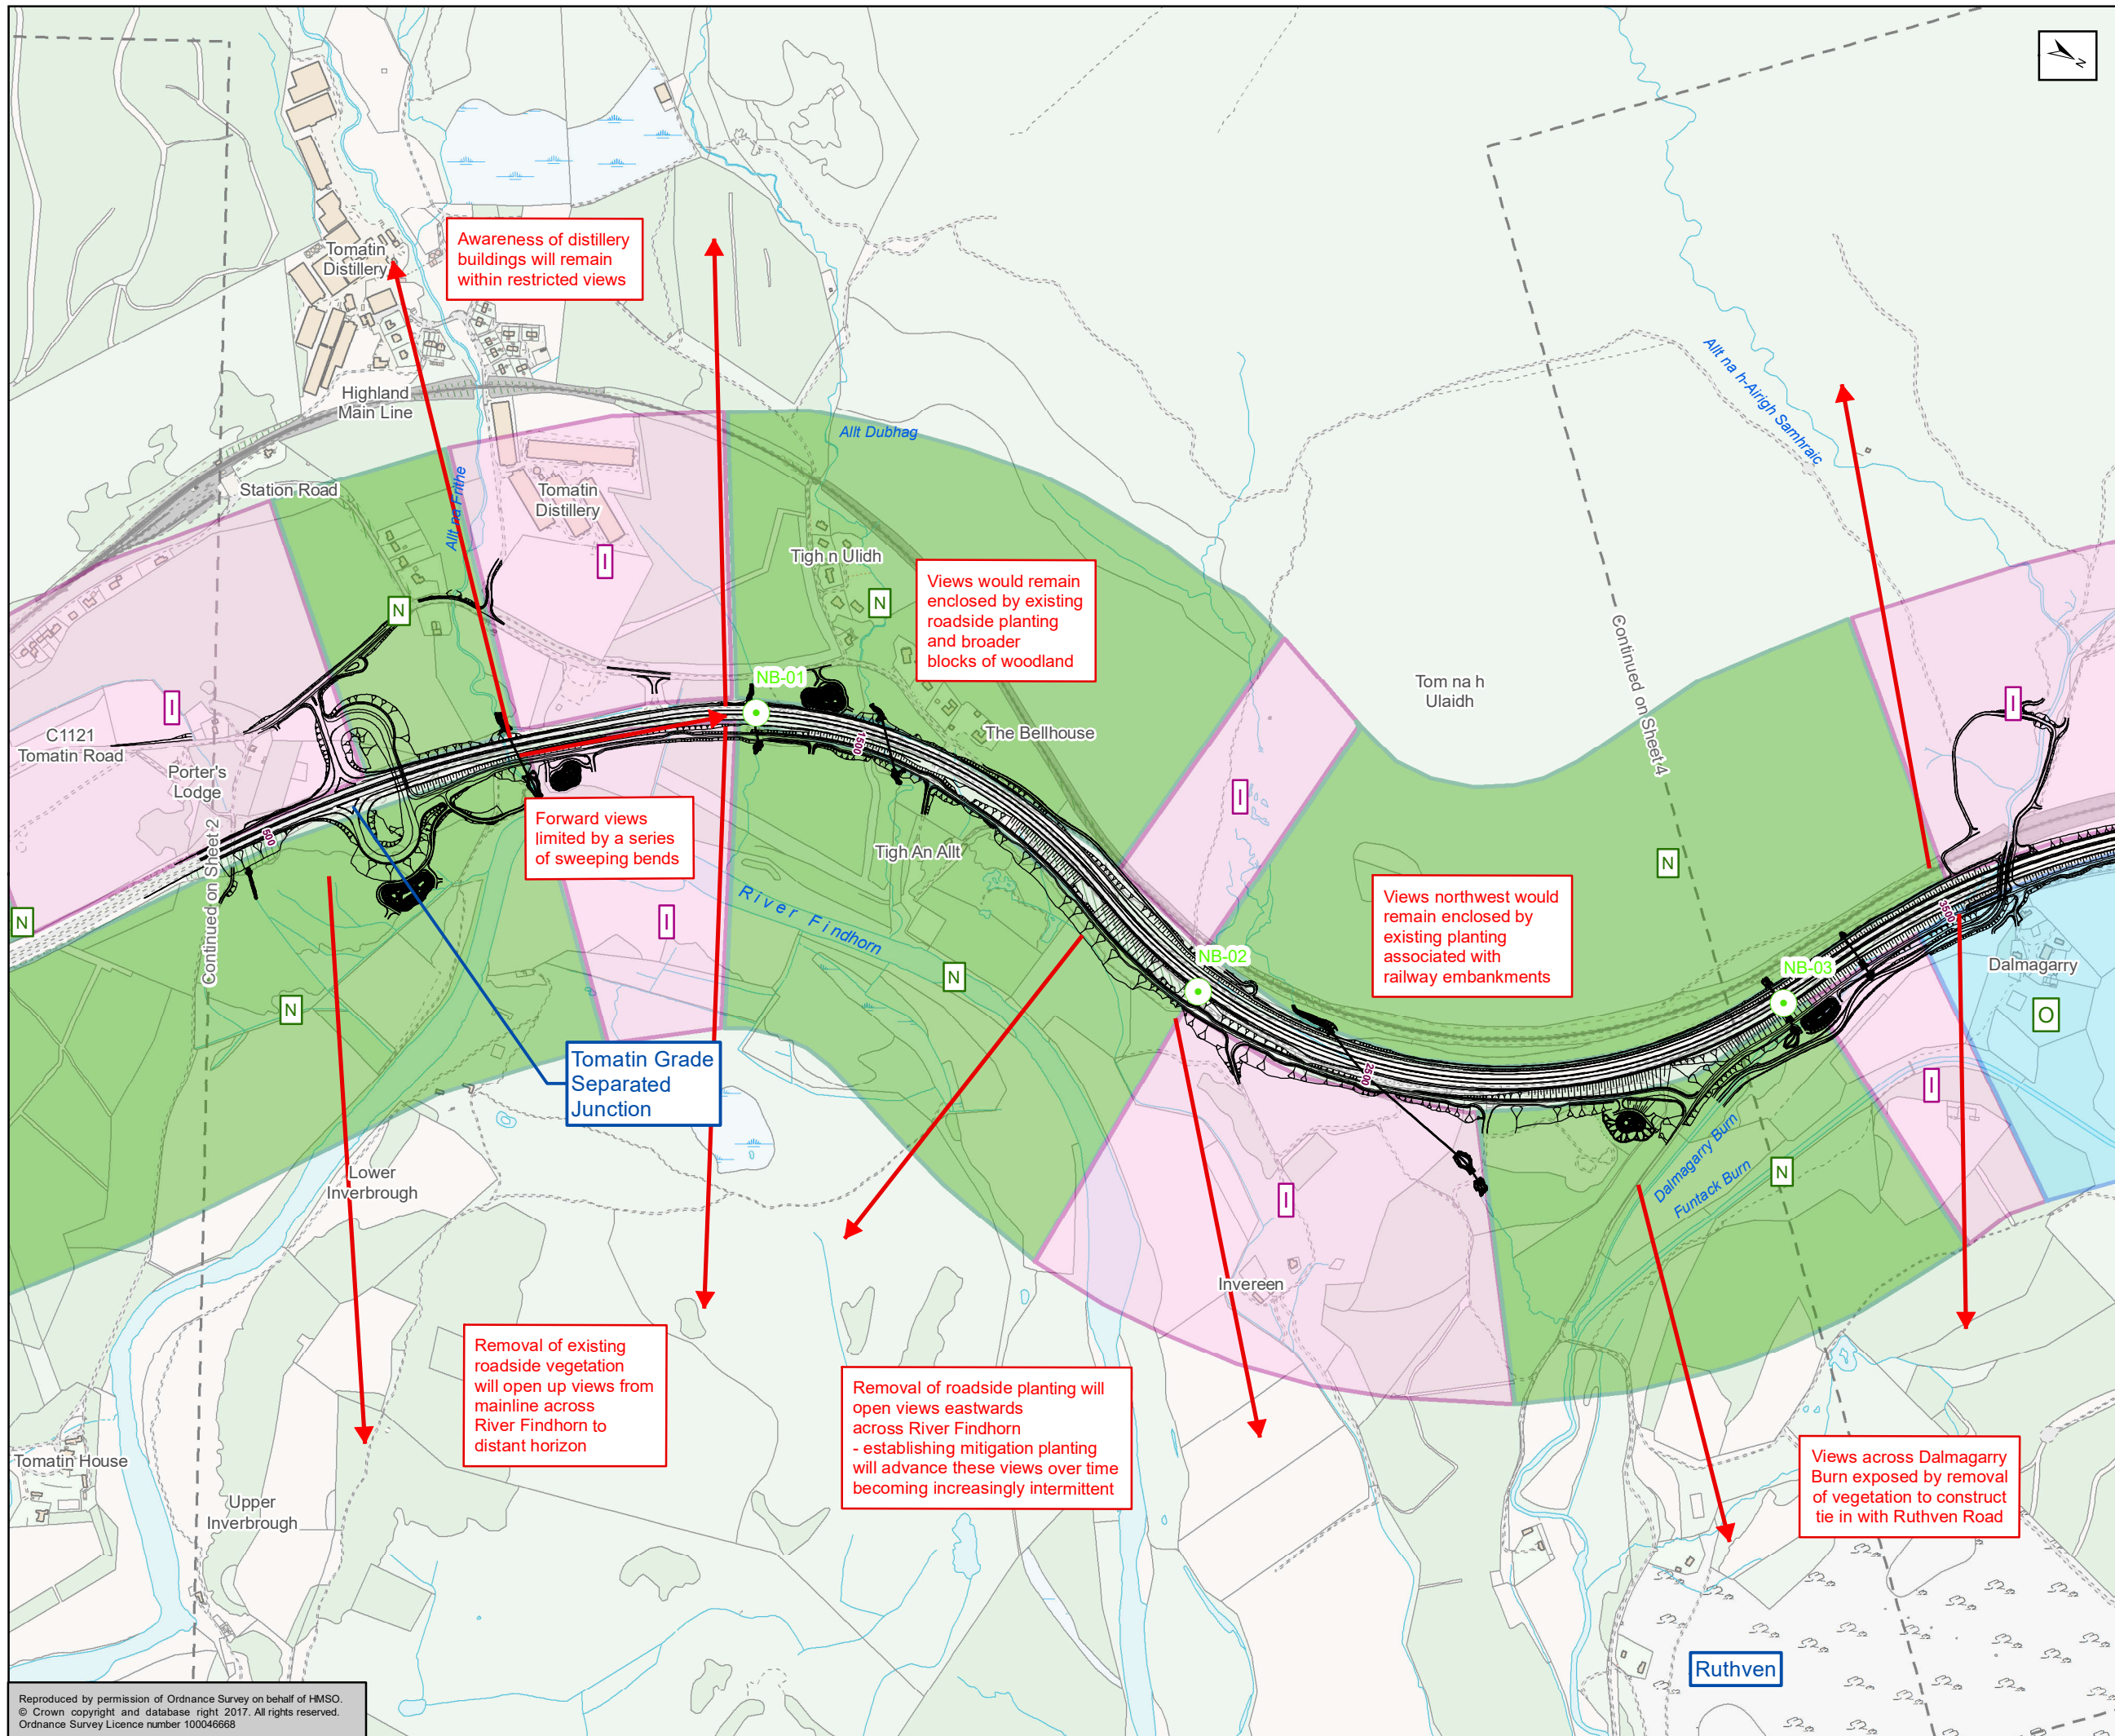 N
Tomatin
Distillery
Awareness of distillery
buildings will remain
within restricted views
Highland
Main Line
Allt na h-Airigh Samhraic
Allt Dubhag
Station Road
Allt na Frithe
Tomatin
Distillery
I
Tigh n Ulidh
N
N
Views would remain
enclosed by existing
roadside planting
and broader
blocks of woodland
Continued on Sheet 4
NB-01
Tom na h
Ulaidh
I
I
C1121
Tomatin Road
Porter's
Lodge
The Bellhouse
1500
I
500
Forward views
limited by a series
of sweeping bends
Tigh An Allt
N
Views northwest would
remain enclosed by
existing planting
associated with
railway embankments
Continued on Sheet 2
N
I
River Findhorn
3500
NB-02
NB-03
Dalmagarry
N
N
O
Tomatin Grade
Separated
Junction
2500
I
Dalmagarry Burn
Funtack Burn
N
Lower
Inverbrough
I
Invereen
Removal of existing
roadside vegetation
will open up views from
mainline across
River Findhorn to
distant horizon
Removal of roadside planting will
open views eastwards
across River Findhorn
- establishing mitigation planting
will advance these views over time
becoming increasingly intermittent
Views across Dalmagarry
Burn exposed by removal
of vegetation to construct
tie in with Ruthven Road
Tomatin House
Upper
Inverbrough
Ruthven
Reproduced by permission of Ordnance Survey on behalf of HMSO.
© Crown copyright and database right 2017. All rights reserved.
Ordnance Survey Licence number 100046668